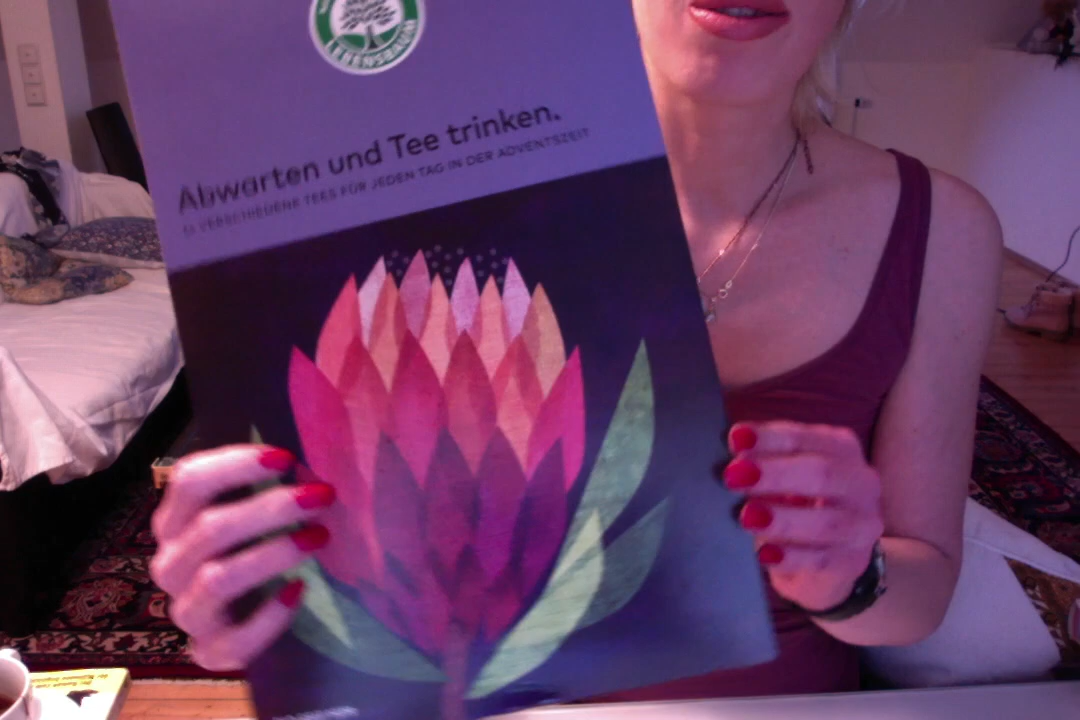 LEBENSBAUM
Abwarten und Tee trinken.
VERSCHIEDENE TEES FÜR JEDEN TAG IN DER ADVENTSZEIT